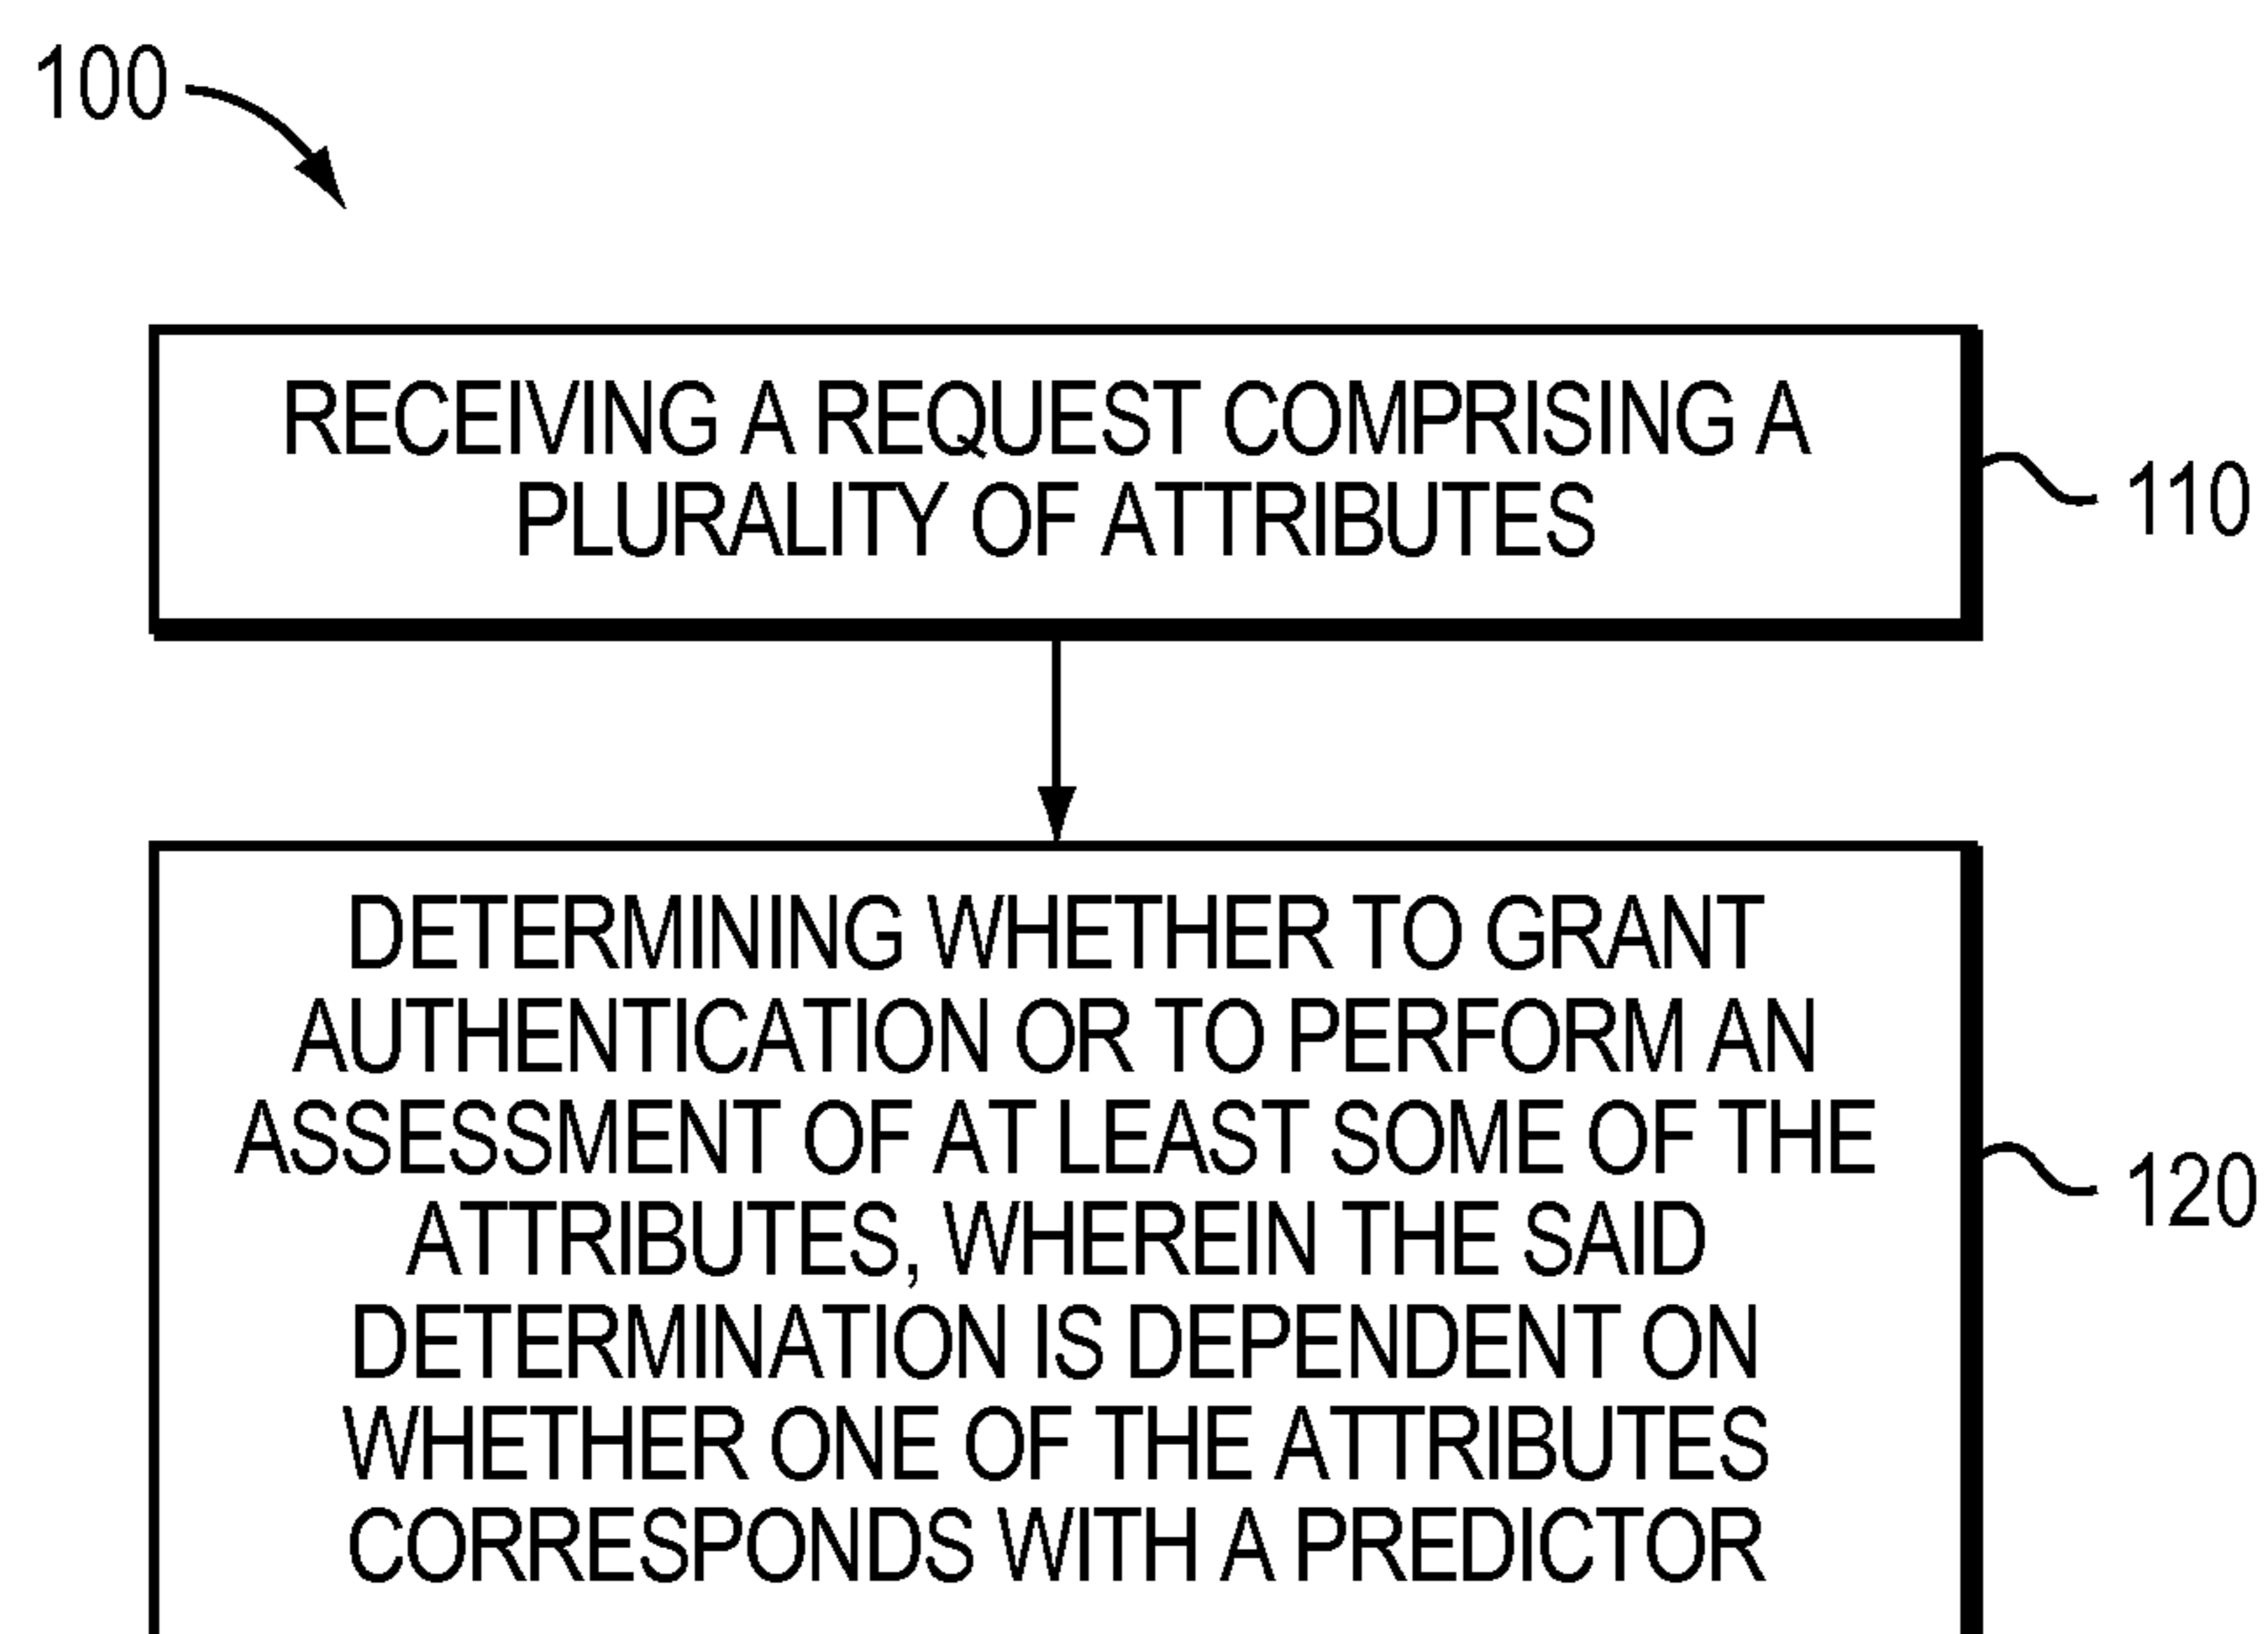 100
RECEIVING A REQUEST COMPRISING A
PLURALITY OF ATTRIBUTES
110
DETERMINING WHETHER TO GRANT
AUTHENTICATION OR TO PERFORM AN
ASSESSMENT OF AT LEAST SOME OF THE
ATTRIBUTES, WHEREIN THE SAID
DETERMINATION IS DEPENDENT ON
WHETHER ONE OF THE ATTRIBUTES
CORRESPONDS WITH A PREDICTOR
120